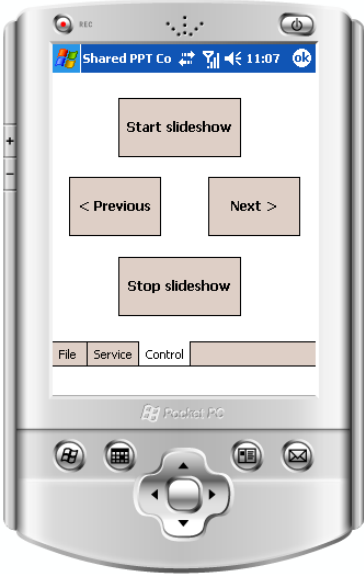 REC
Shared PPT Co 11:07 ok
Start slideshow
< Previous Next >
Stop slideshow
File Service Control
Pocket PC
+
-